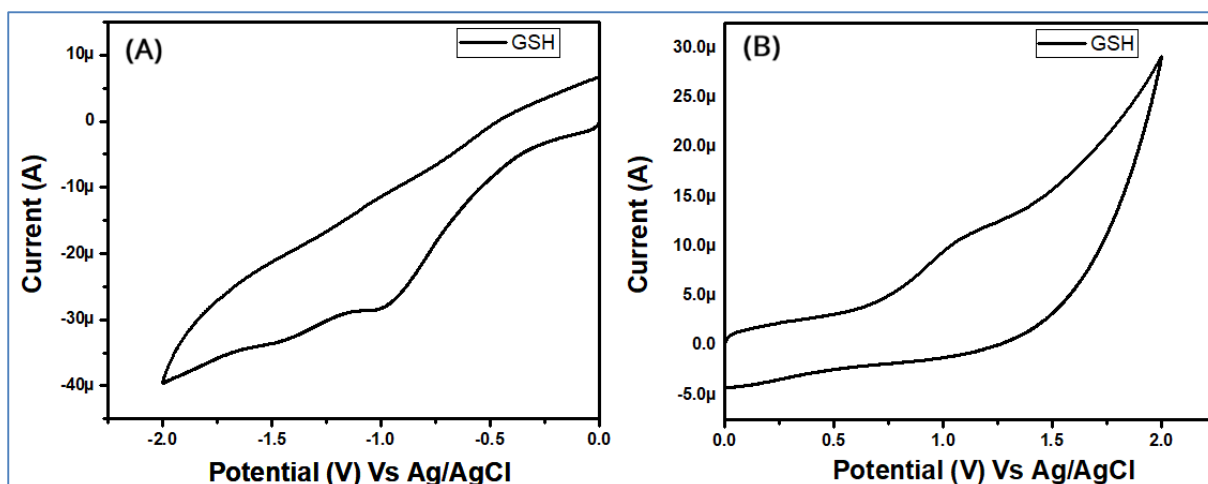 (A)
GSH
10μ
0
-10μ
-20μ
-30μ
-40μ
Current (A)
-2.0 -1.5 -1.0 -0.5 0.0
Potential (V) Vs Ag/AgCl
(B)
GSH
30.0μ
25.0μ
20.0μ
15.0μ
10.0μ
5.0μ
0.0
-5.0μ
Current (A)
0.0 0.5 1.0 1.5 2.0
Potential (V) Vs Ag/AgCl